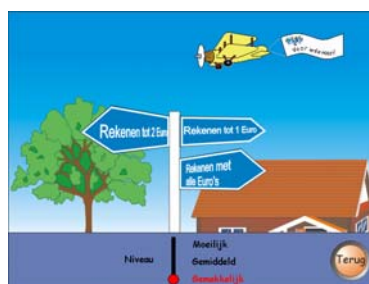 Rekenen tot 2 Euro
Rekenen tot 1 Euro
Rekenen met
alle Euro's
Niveau
Moeilijk
Gemiddeld
Gemakkelijk
Terug